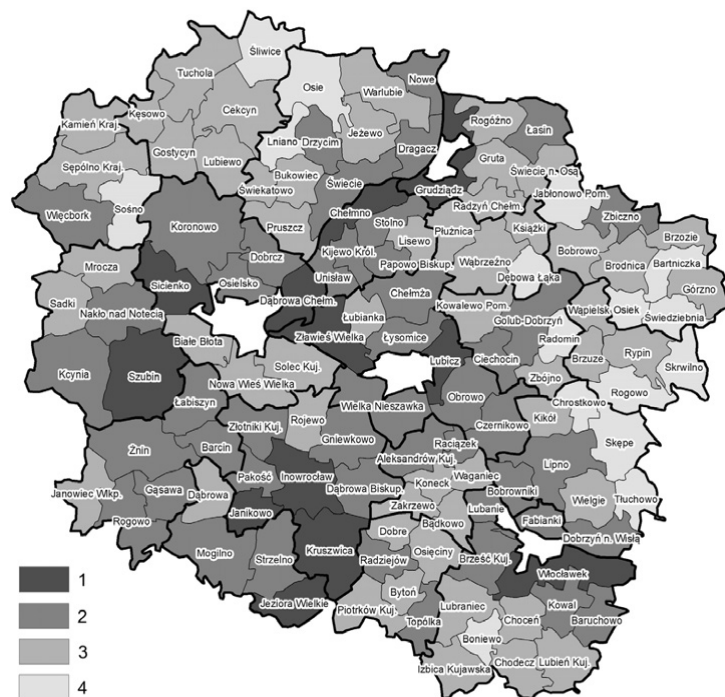 Śliwice
Tuchola
Osie
Nowe
Warlubie
Cekcyn
Kęsowo
Rogóźno
Łasin
Kamień Kraj.
Lniano
Drzycim
Jeżewo
Gostycyn
Lubiewo
Dragacz
Gruta
Sępólno Kraj.
Bukowiec
Świecie n. Osą
Świekatowo
Świecie
Grudziądz
Jabłonowo Pom.
Radzyń Chełm.
Więcbork
Sośno
Chełmno
Zbiczno
Pruszcz
Stolno
Płużnica
Książki
Koronowo
Lisewo
Brzozie
Kijewo Król.
Wąbrzeźno
Bobrowo
Dobrcz
Papowo Biskup.
Brodnica
Bartniczka
Mrocza
Unisław
Dębowa Łąka
Sicienko
Osielsko
Chełmża
Górzno
Dąbrowa Chełm.
Kowalewo Pom.
Wąpielsk
Osiek
Sadki
Nakło nad Notecią
Łubianka
Golub-Dobrzyń
Świedziebnia
Zławieś Wielka
Łysomice
Radomin
Białe Błota
Rypin
Lubicz
Ciechocin
Brzuze
Solec Kuj.
Skrwilno
Kcynia
Szubin
Nowa Wieś Wielka
Zbójno
Rogowo
Obrowo
Łabiszyn
Wielka Nieszawka
Chrostkowo
Złotniki Kuj.
Rojewo
Kikół
Czernikowo
Skępe
Gniewkowo
Raciążek
Żnin
Barcin
Aleksandrów Kuj.
Lipno
Pakość
Inowrocław
Waganiec
Koneck
Janowiec Wlkp.
Gąsawa
Dąbrowa
Dąbrowa Biskup.
Bobrowniki
Tłuchowo
Zakrzewo
Wielgie
Janikowo
Lubanie
Rogowo
Bądkowo
Fabianki
Dobre
Dobrzyń n. Wisłą
Kruszwica
Osięciny
Mogilno
Strzelno
Radziejów
Brześć Kuj.
Włocławek
Bytoń
Jeziora Wielkie
Lubraniec
Kowal
Piotrków Kuj.
Choceń
Topólka
Baruchowo
Boniewo
Izbica Kujawska
Chodecz
Lubień Kuj.
1
2
3
4